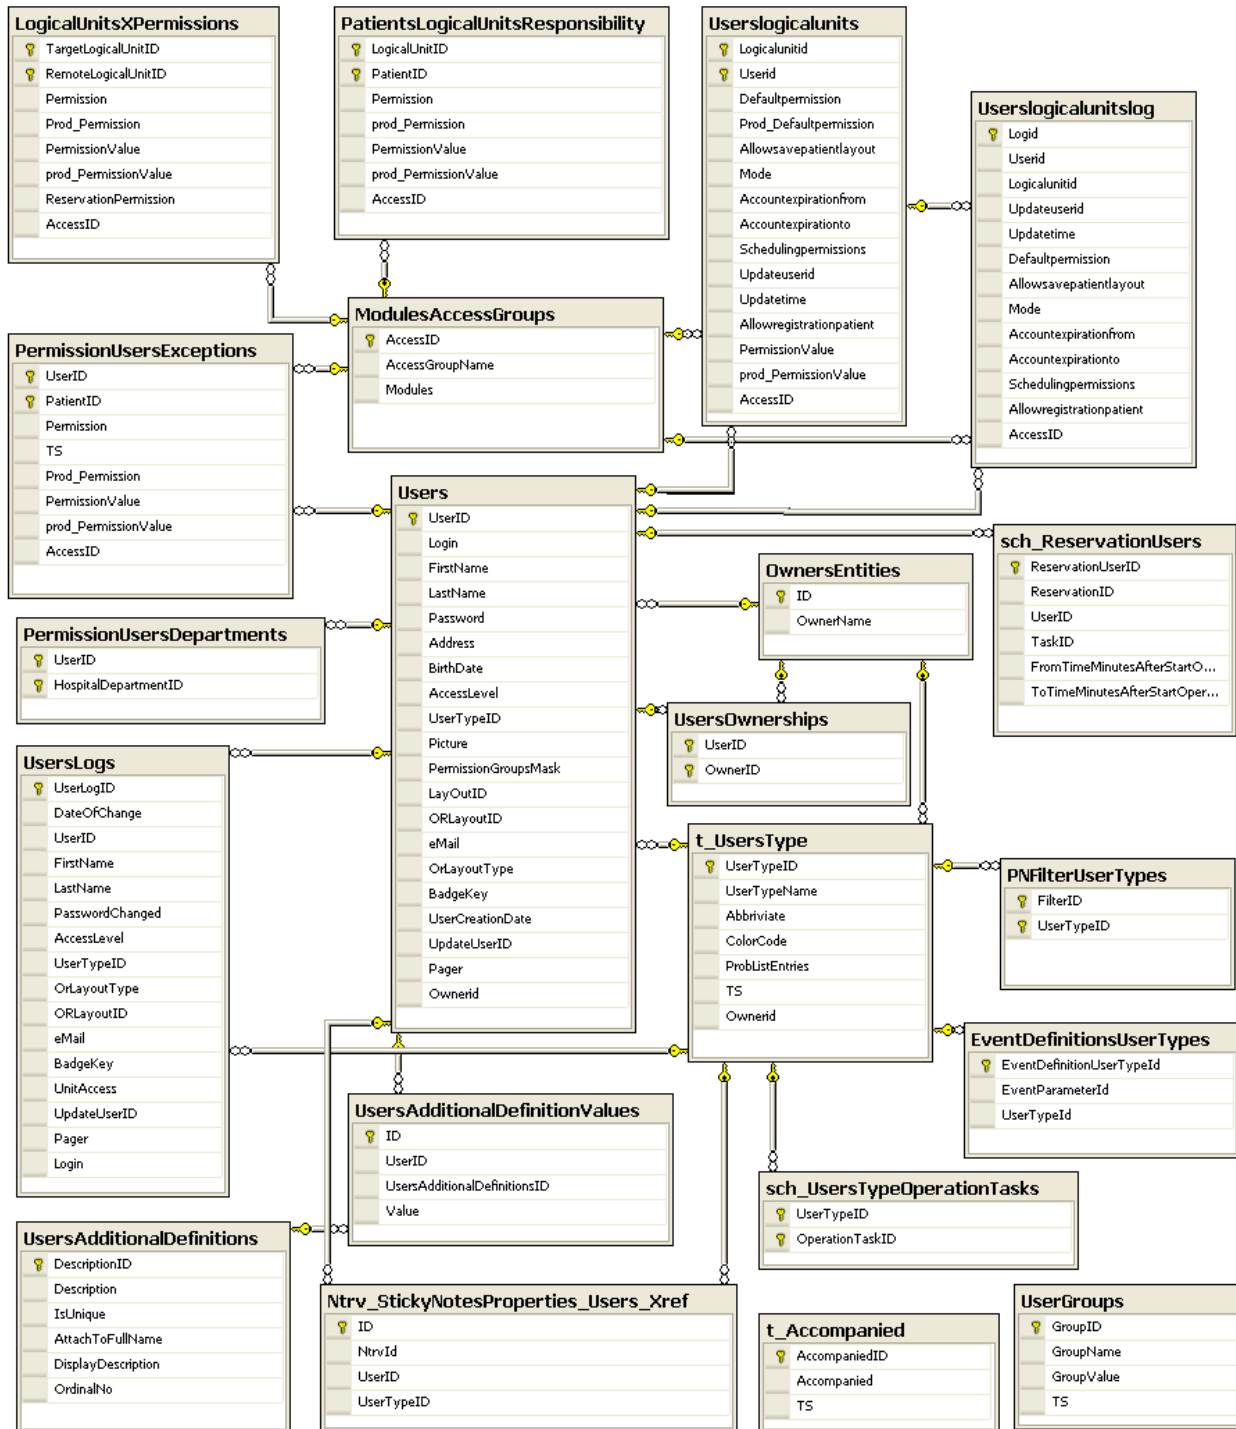 LogicalUnitsXPermissions
TargetLogicalUnitID
RemoteLogicalUnitID
Permission
Prod_Permission
PermissionValue
prod_PermissionValue
ReservationPermission
AccessID
PatientsLogicalUnitsResponsibility
LogicalUnitID
PatientID
Permission
prod_Permission
PermissionValue
prod_PermissionValue
AccessID
Userslogicalunits
Logicalunitid
Userid
Defaultpermission
Prod_Defaultpermission
Allowsavepatientlayout
Mode
Accountexpirationfrom
Accountexpirationto
Schedulingpermissions
Updateuserid
Updatetime
Allowregistrationpatient
PermissionValue
prod_PermissionValue
AccessID
Userslogicalunitslog
Logid
Userid
Logicalunitid
Updateuserid
Updatetime
Defaultpermission
Allowsavepatientlayout
Mode
Accountexpirationfrom
Accountexpirationto
Schedulingpermissions
Allowregistrationpatient
AccessID
ModulesAccessGroups
AccessID
AccessGroupName
Modules
PermissionUsersExceptions
UserID
PatientID
Permission
TS
Prod_Permission
PermissionValue
prod_PermissionValue
AccessID
Users
UserID
Login
FirstName
LastName
Password
Address
BirthDate
AccessLevel
UserTypeID
Picture
PermissionGroupsMask
LayOutID
ORLayoutID
eMail
OrLayoutType
BadgeKey
UserCreationDate
UpdateUserID
Pager
Ownerid
sch_ReservationUsers
ReservationUserID
ReservationID
UserID
TaskID
FromTimeMinutesAfterStartO...
ToTimeMinutesAfterStartOper...
OwnersEntities
ID
OwnerName
PermissionUsersDepartments
UserID
HospitalDepartmentID
UsersOwnerships
UserID
OwnerID
UsersLogs
UserLogID
DateOfChange
UserID
FirstName
LastName
PasswordChanged
AccessLevel
UserTypeID
OrLayoutType
ORLayoutID
eMail
BadgeKey
UnitAccess
UpdateUserID
Pager
Login
t_UsersType
UserTypeID
UserTypeName
Abbriviate
ColorCode
ProbListEntries
TS
Ownerid
PNFilterUserTypes
FilterID
UserTypeID
EventDefinitionsUserTypes
EventDefinitionUserTypeId
EventParameterId
UserTypeId
UsersAdditionalDefinitionValues
ID
UserID
UsersAdditionalDefinitionsID
Value
sch_UsersTypeOperationTasks
UserTypeID
OperationTaskID
UsersAdditionalDefinitions
DescriptionID
Description
IsUnique
AttachToFullName
DisplayDescription
OrdinalNo
Ntrv_StickyNotesProperties_Users_Xref
ID
NtrvId
UserID
UserTypeID
t_Accompanied
AccompaniedID
Accompanied
TS
UserGroups
GroupID
GroupName
GroupValue
TS